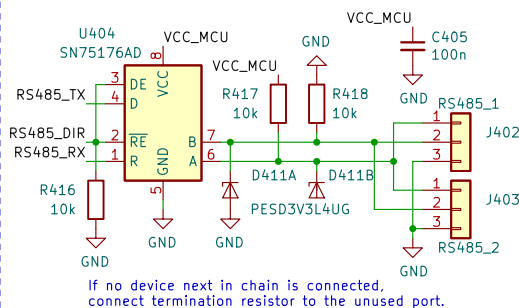 VCC_MCU
U404
SN75176AD
VCC_MCU
8
GND
C405
100n
VCC_MCU
GND
3
DE
VCC
R417
10k
R418
10k
RS485_TX
4
D
RS485_1
1
J402
RS485_DIR
2
RE
B
7
2
RS485_RX
1
R
GND
A
6
3
R416
10k
5
D411A
D411B
1
J403
PESD3V3L4UG
2
3
GND
GND
GND
RS485_2
GND
If no device next in chain is connected,
connect termination resistor to the unused port.